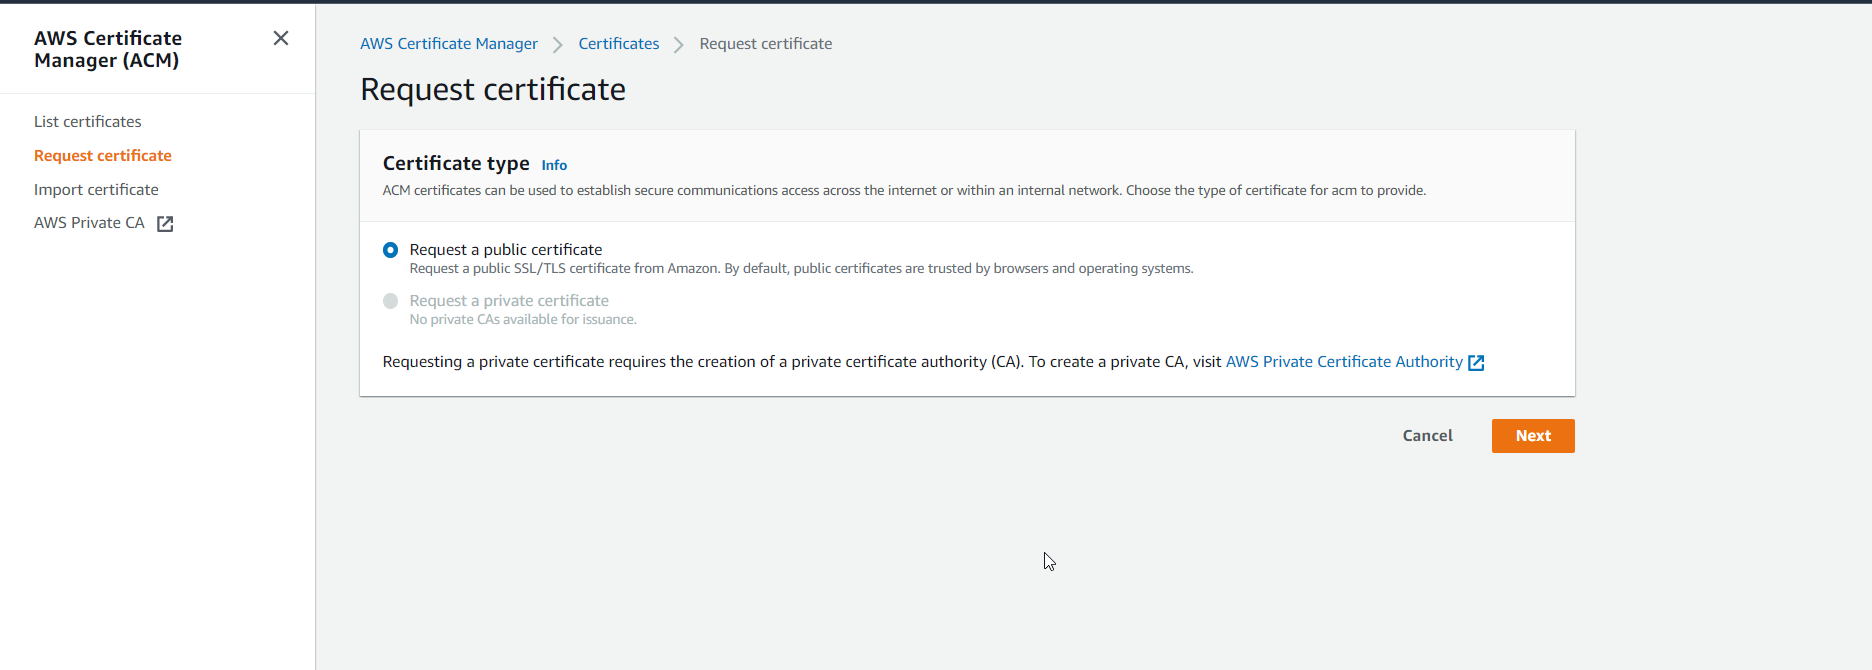 AWS Certificate
Manager (ACM)
List certificates
Request certificate
Import certificate
AWS Private CA
AWS Certificate Manager > Certificates > Request certificate
Request certificate
Certificate type Info
ACM certificates can be used to establish secure communications access across the internet or within an internal network. Choose the type of certificate for acm to provide.
Request a public certificate
Request a public SSL/TLS certificate from Amazon. By default, public certificates are trusted by browsers and operating systems.
Request a private certificate
No private CAs available for issuance.
Requesting a private certificate requires the creation of a private certificate authority (CA). To create a private CA, visit AWS Private Certificate Authority
Cancel Next